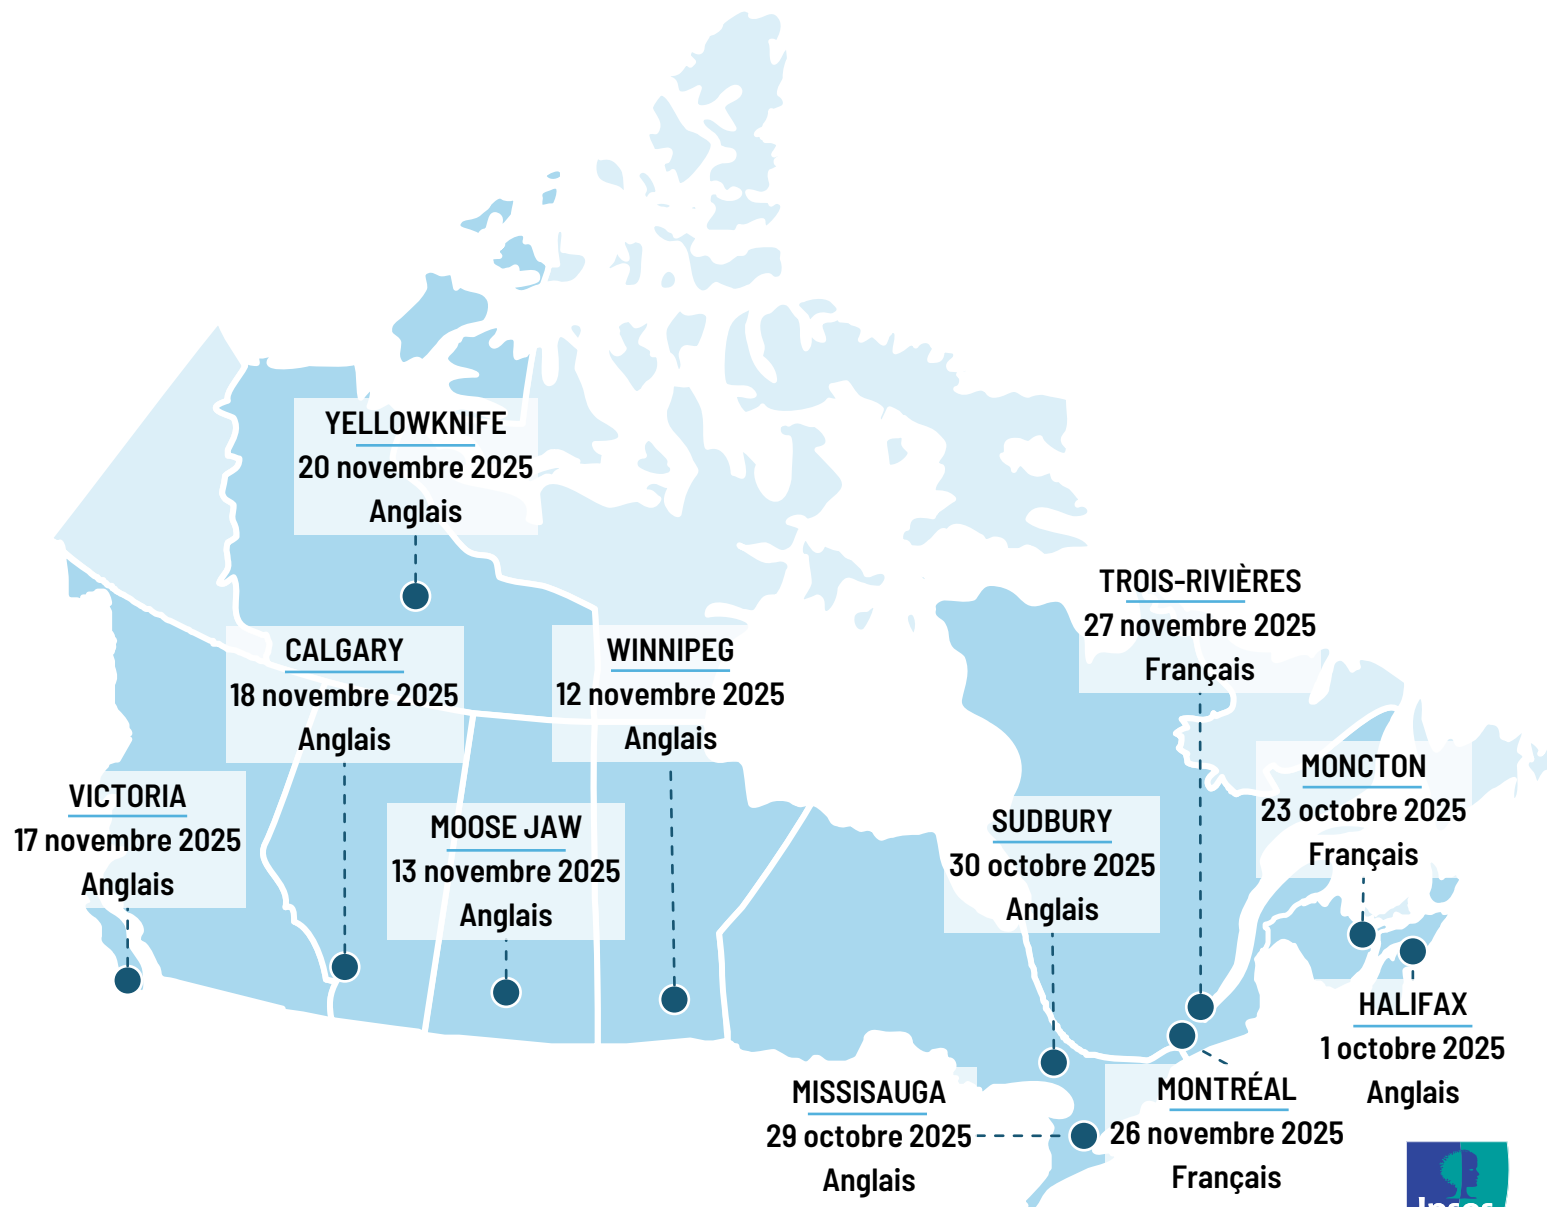 YELLOWKNIFE
20 novembre 2025
Anglais
TROIS-RIVIÈRES
27 novembre 2025
Français
CALGARY
18 novembre 2025
Anglais
WINNIPEG
12 novembre 2025
Anglais
MONCTON
23 octobre 2025
Français
VICTORIA
17 novembre 2025
Anglais
MOOSE JAW
13 novembre 2025
Anglais
SUDBURY
30 octobre 2025
Anglais
HALIFAX
1 octobre 2025
Anglais
MISSISAUGA
29 octobre 2025
Anglais
MONTRÉAL
26 novembre 2025
Français